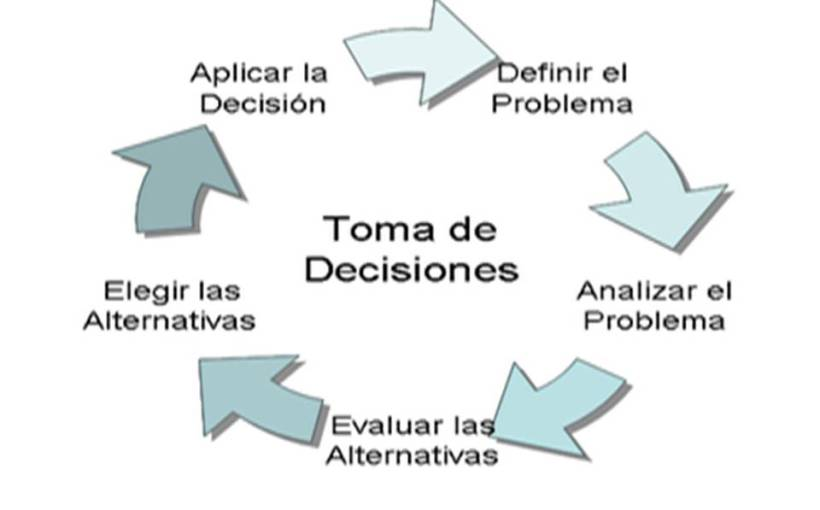 Toma de
Decisiones
Definir el
Problema
Analizar el
Problema
Evaluar las
Alternativas
Elegir las
Alternativas
Aplicar la
Decisión